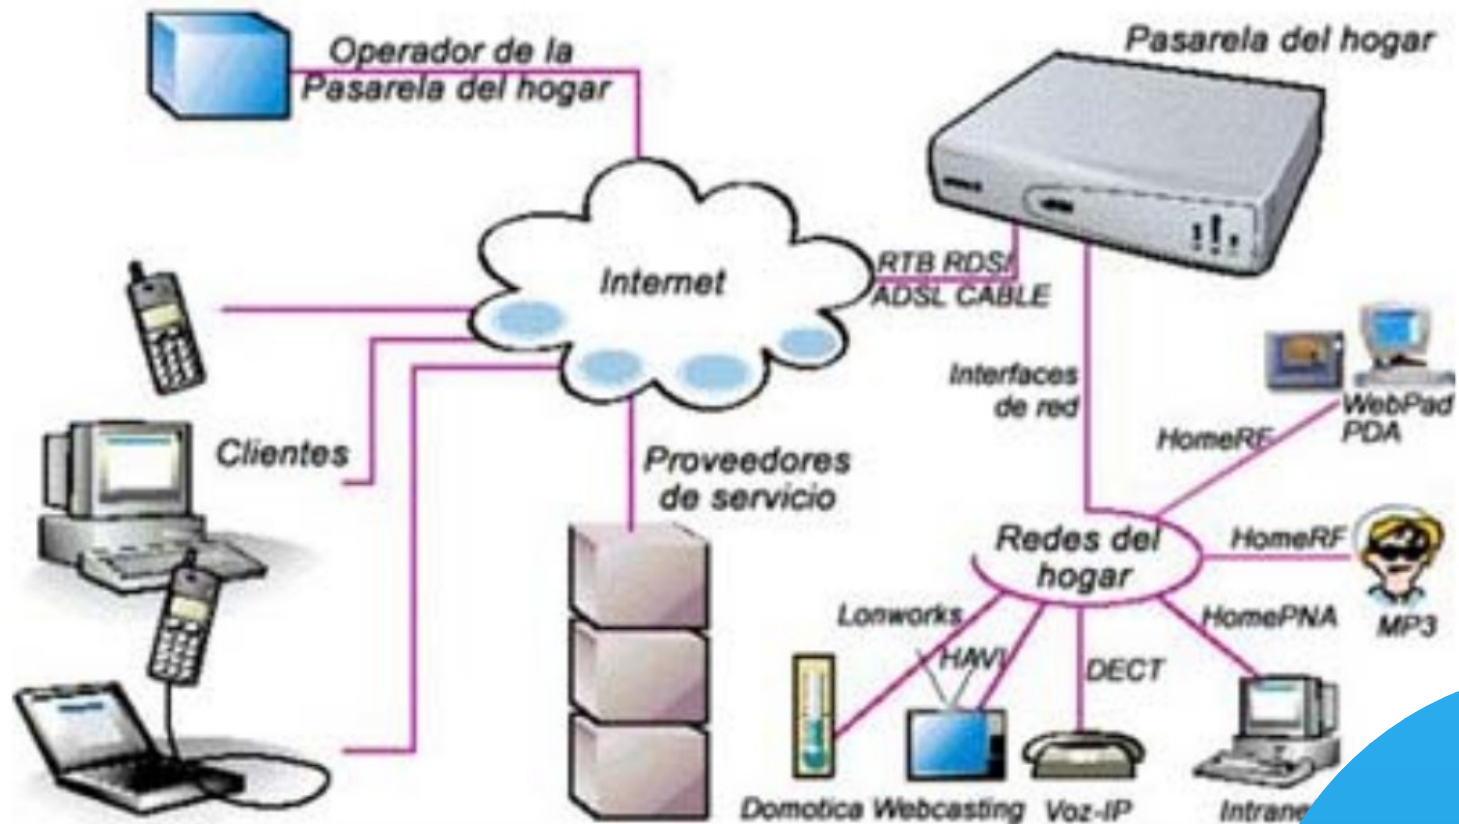 Operador de la
Pasarela del hogar
Pasarela del hogar
Internet
RTB RDSI
ADSL CABLE
Clientes
Proveedores
de servicio
Interfaces
de red
HomeRF
WebPad
PDA
Redes del
hogar
HomeRF
MP3
Lonworks
HAVI
DECT
HomePNA
Domotica
Webcasting
Voz-IP
Intrane